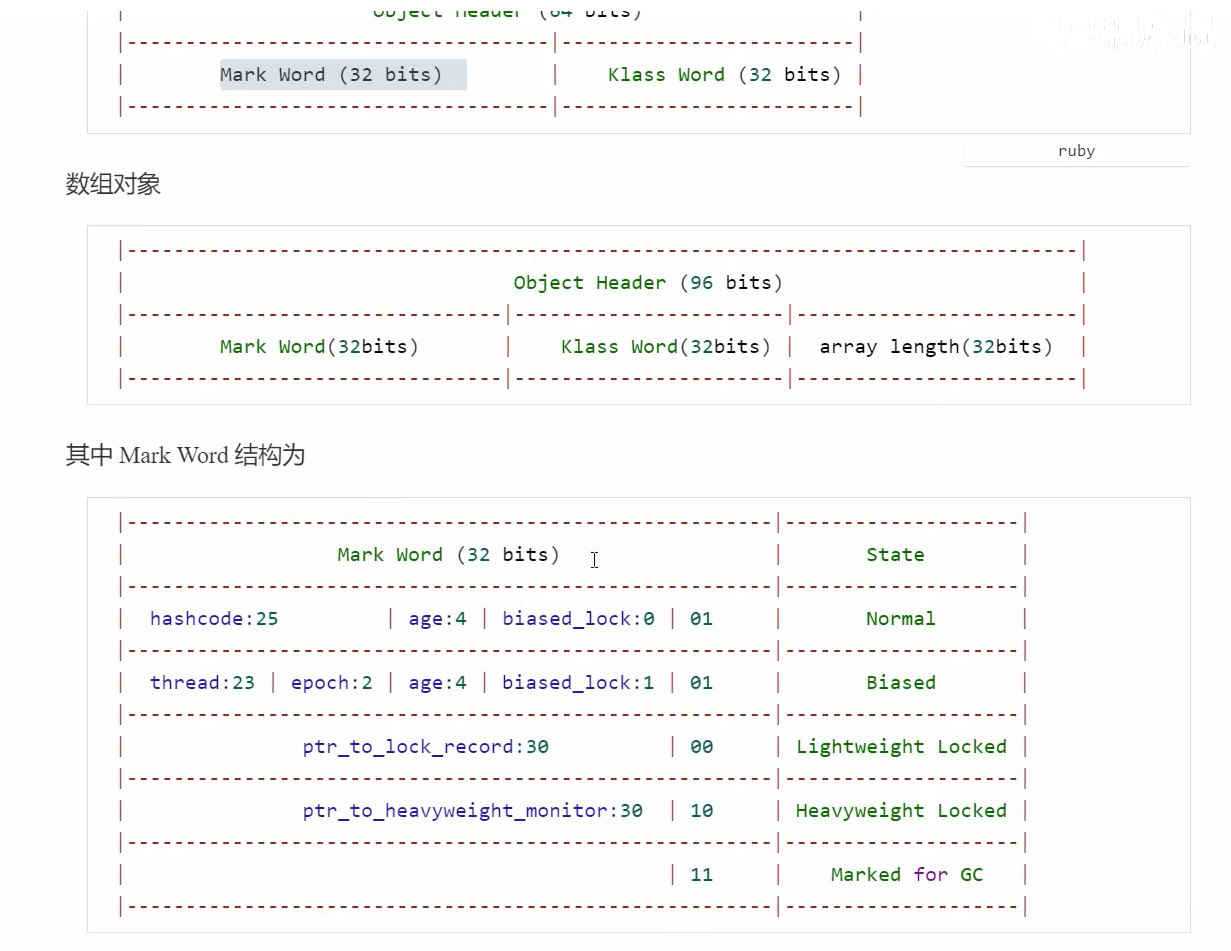 Object Header (64 bits)
Mark Word (32 bits) | Klass Word (32 bits)
ruby
数组对象
Object Header (96 bits)
Mark Word(32bits) | Klass Word(32bits) | array length(32bits)
其中 Mark Word 结构为
Mark Word (32 bits) | State
hashcode:25 | age:4 | biased_lock:0 | 01 | Normal
thread:23 | epoch:2 | age:4 | biased_lock:1 | 01 | Biased
ptr_to_lock_record:30 | 00 | Lightweight Locked
ptr_to_heavyweight_monitor:30 | 10 | Heavyweight Locked
| 11 | Marked for GC